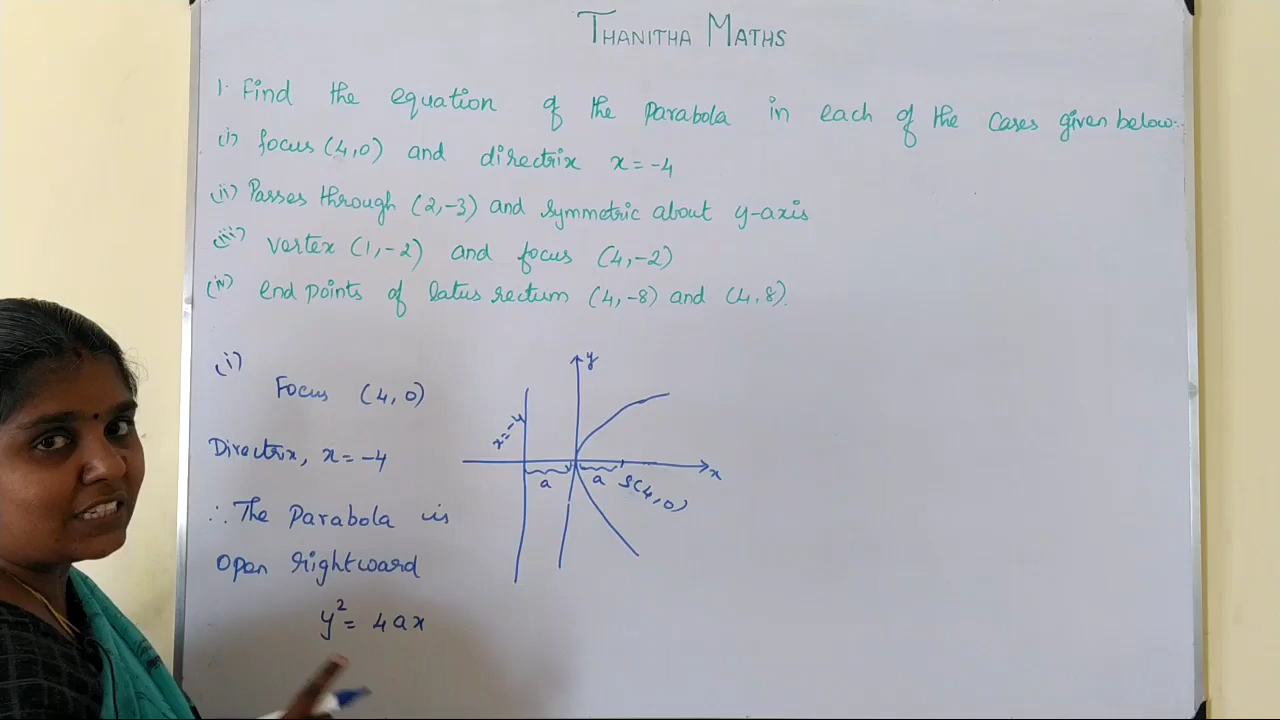 THANITHA MATHS
1. Find the equation of the Parabola in each of the cases given below:
(i) focus (4,0) and directrix x = -4
(ii) Passes through (2,-3) and symmetric about y-axis
(iii) vertex (1,-2) and focus (4,-2)
(iv) end points of latus rectum (4,-8) and (4,8).
(i)
Focus (4,0)
Directrix, x = -4
∴ The Parabola is
open rightward
y² = 4ax
y
x = -4
x
a
a
S(4,0)